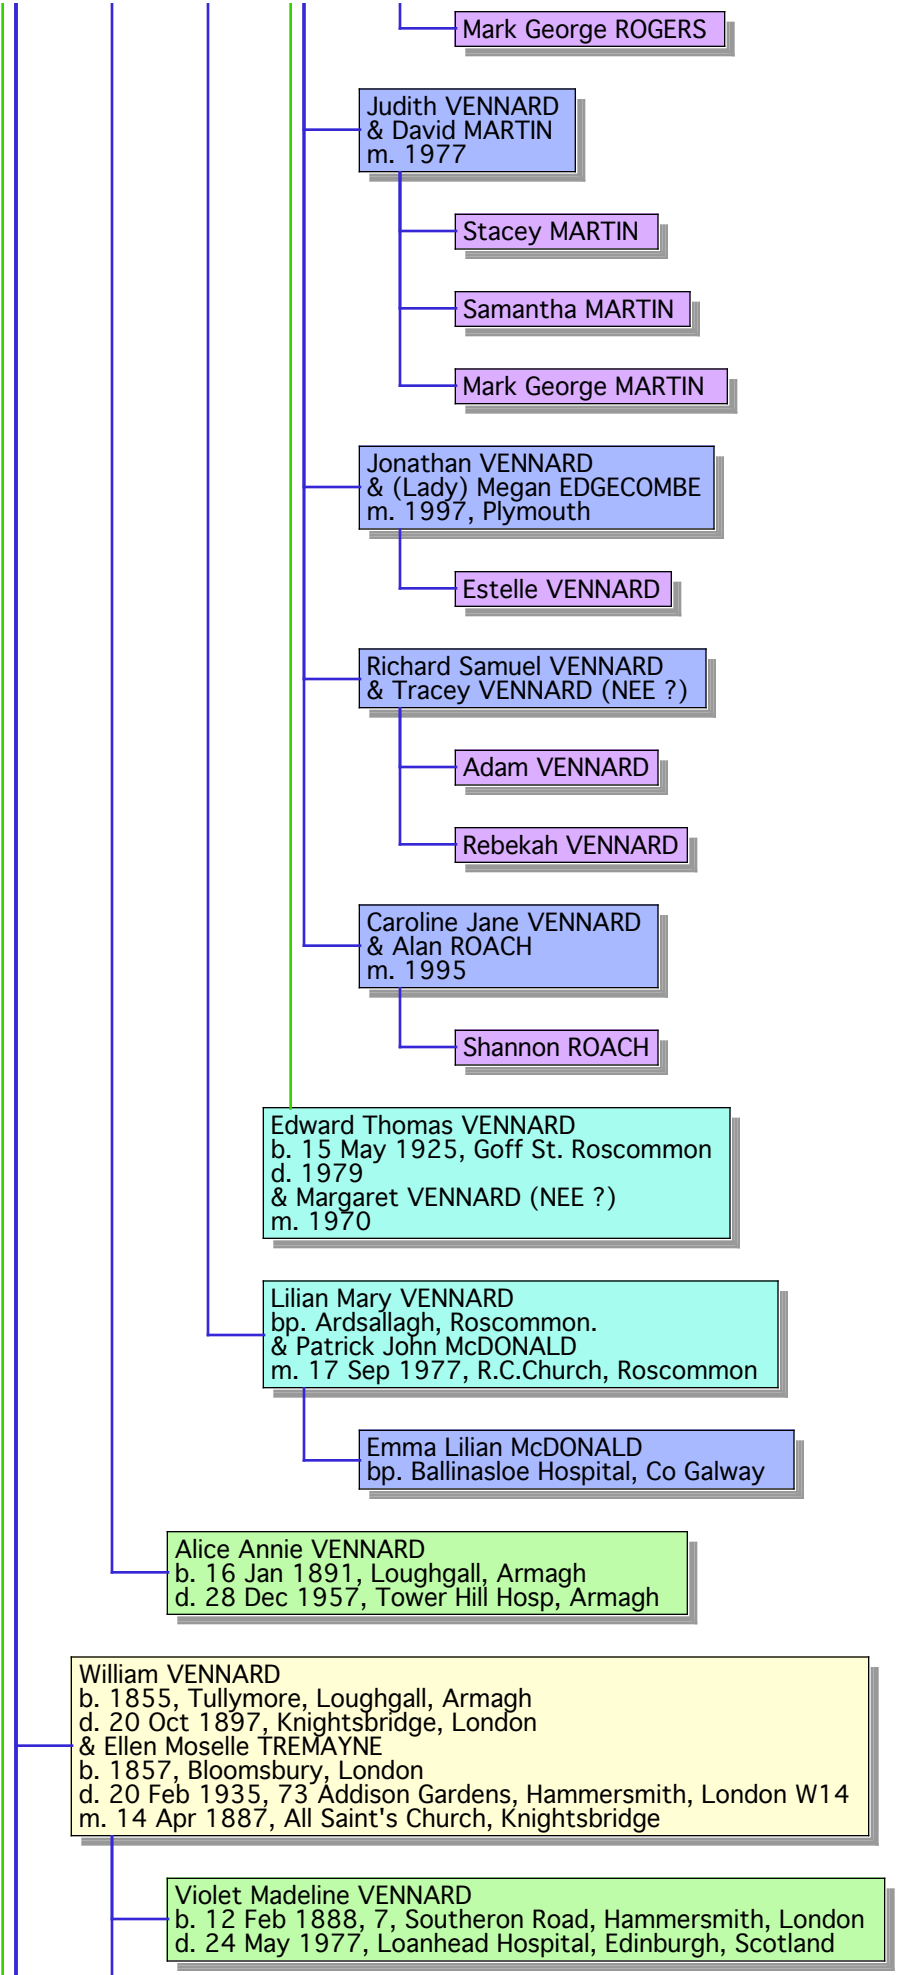 Mark George ROGERS
Judith VENNARD
& David MARTIN
m. 1977
Stacey MARTIN
Samantha MARTIN
Mark George MARTIN
Jonathan VENNARD
& (Lady) Megan EDGECOMBE
m. 1997, Plymouth
Estelle VENNARD
Richard Samuel VENNARD
& Tracey VENNARD (NEE ?)
Adam VENNARD
Rebekah VENNARD
Caroline Jane VENNARD
& Alan ROACH
m. 1995
Shannon ROACH
Edward Thomas VENNARD
b. 15 May 1925, Goff St. Roscommon
d. 1979
& Margaret VENNARD (NEE ?)
m. 1970
Lilian Mary VENNARD
bp. Ardsallagh, Roscommon.
& Patrick John McDONALD
m. 17 Sep 1977, R.C.Church, Roscommon
Emma Lilian McDONALD
bp. Ballinasloe Hospital, Co Galway
Alice Annie VENNARD
b. 16 Jan 1891, Loughgall, Armagh
d. 28 Dec 1957, Tower Hill Hosp, Armagh
William VENNARD
b. 1855, Tullymore, Loughgall, Armagh
d. 20 Oct 1897, Knightsbridge, London
& Ellen Moselle TREMAYNE
b. 1857, Bloomsbury, London
d. 20 Feb 1935, 73 Addison Gardens, Hammersmith, London W14
m. 14 Apr 1887, All Saint's Church, Knightsbridge
Violet Madeline VENNARD
b. 12 Feb 1888, 7, Southeron Road, Hammersmith, London
d. 24 May 1977, Loanhead Hospital, Edinburgh, Scotland